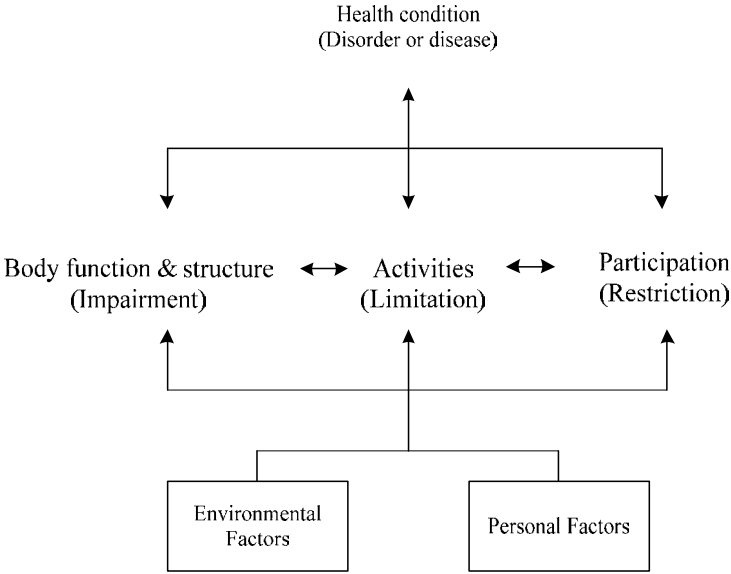 Health condition
(Disorder or disease)
Body function & structure
(Impairment)
Activities
(Limitation)
Participation
(Restriction)
Environmental
Factors
Personal Factors